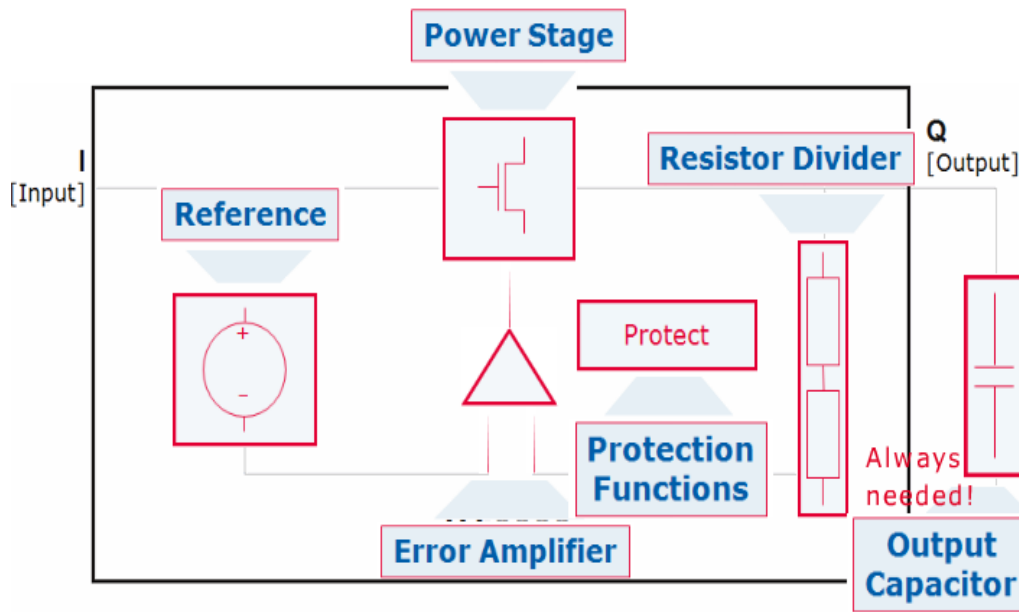 Power Stage
I
[Input]
Q
[Output]
Resistor Divider
Reference
+
-
Protect
Protection
Functions
Always
needed!
Error Amplifier
Output
Capacitor